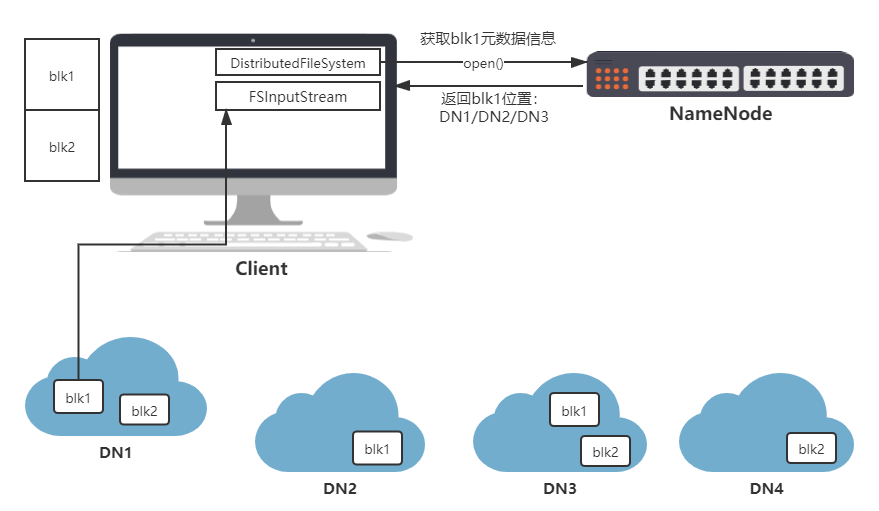 获取blk1元数据信息
blk1
DistributedFileSystem
open()
FSInputStream
返回blk1位置：
DN1/DN2/DN3
NameNode
blk2
Client
blk1
blk2
DN1
blk1
DN2
blk1
blk2
DN3
blk2
DN4